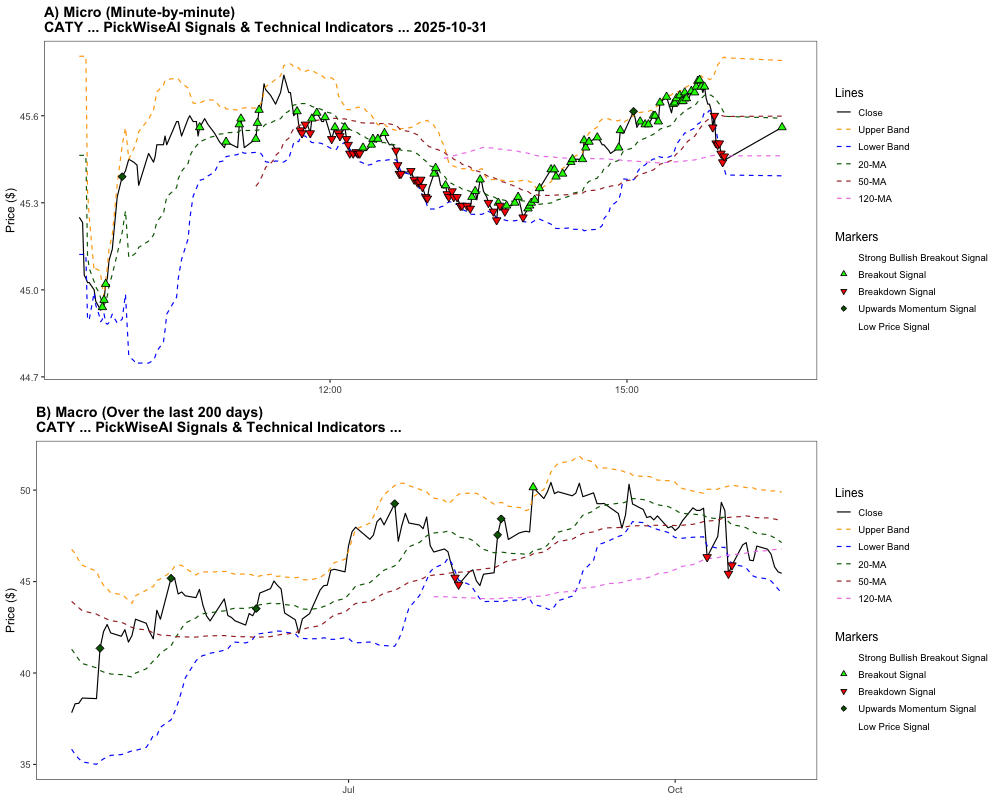 A) Micro (Minute-by-minute)
CATY ... PickWiseAI Signals & Technical Indicators ... 2025-10-31
Price ($)
45.6
45.3
45.0
44.7
12:00
15:00
Lines
Close
Upper Band
Lower Band
20-MA
50-MA
120-MA
Markers
Strong Bullish Breakout Signal
Breakout Signal
Breakdown Signal
Upwards Momentum Signal
Low Price Signal
B) Macro (Over the last 200 days)
CATY ... PickWiseAI Signals & Technical Indicators ...
Price ($)
50
45
40
35
Jul
Oct
Lines
Close
Upper Band
Lower Band
20-MA
50-MA
120-MA
Markers
Strong Bullish Breakout Signal
Breakout Signal
Breakdown Signal
Upwards Momentum Signal
Low Price Signal